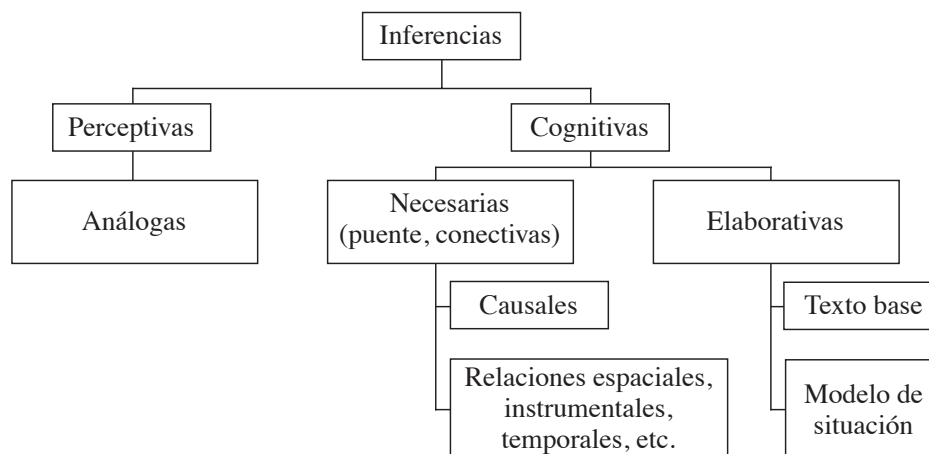 Inferencias
Perceptivas
Cognitivas
Análogas
Necesarias
(puente, conectivas)
Elaborativas
Causales
Texto base
Relaciones espaciales,
instrumentales,
temporales, etc.
Modelo de
situación